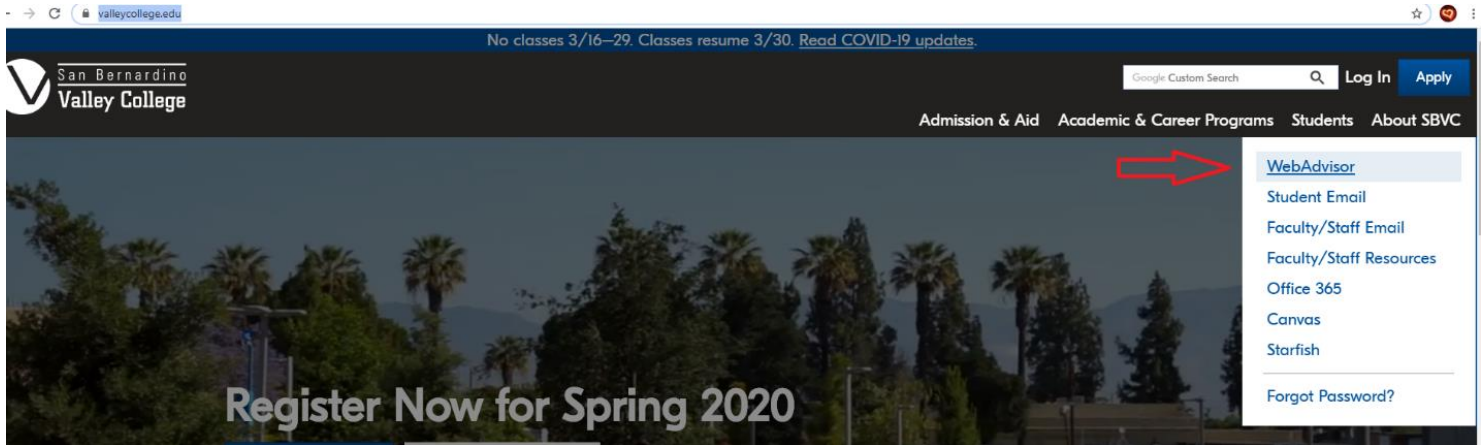 valleycollege.edu
No classes 3/16—29. Classes resume 3/30. Read COVID-19 updates.
San Bernardino
Valley College
Google Custom Search
Log In
Apply
Admission & Aid
Academic & Career Programs
Students
About SBVC
WebAdvisor
Student Email
Faculty/Staff Email
Faculty/Staff Resources
Office 365
Canvas
Starfish
Forgot Password?
Register Now for Spring 2020